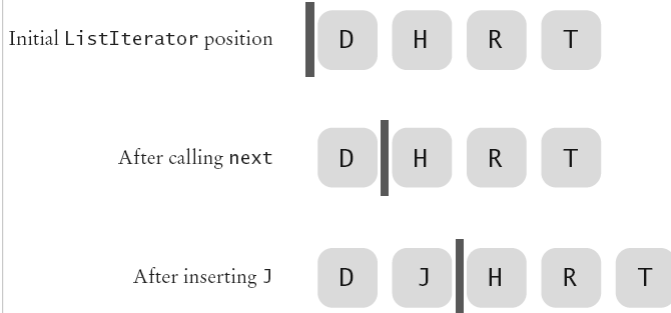 Initial ListIterator position D H R T
After calling next D H R T
After inserting J D J H R T